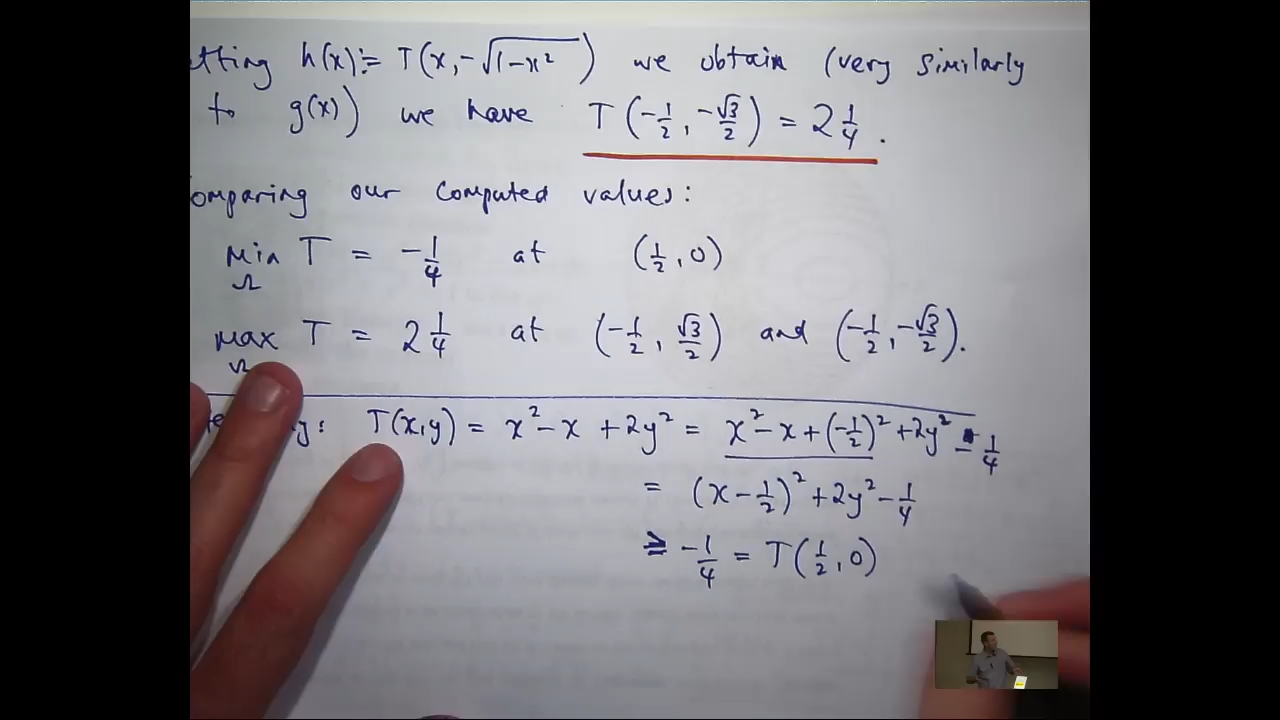 tting h(x):= T(x, -√(1-x²)) we obtain (very similarly
to g(x)) we have T(-1/2, -√3/2) = 2 1/4.
omparing our computed values:
min T = -1/4 at (1/2, 0)
Ω
max T = 2 1/4 at (-1/2, √3/2) and (-1/2, -√3/2).
Ω
y: T(x,y) = x² - x + 2y² = x² - x + (-1/2)² + 2y² - 1/4
= (x - 1/2)² + 2y² - 1/4
≥ -1/4 = T(1/2, 0)